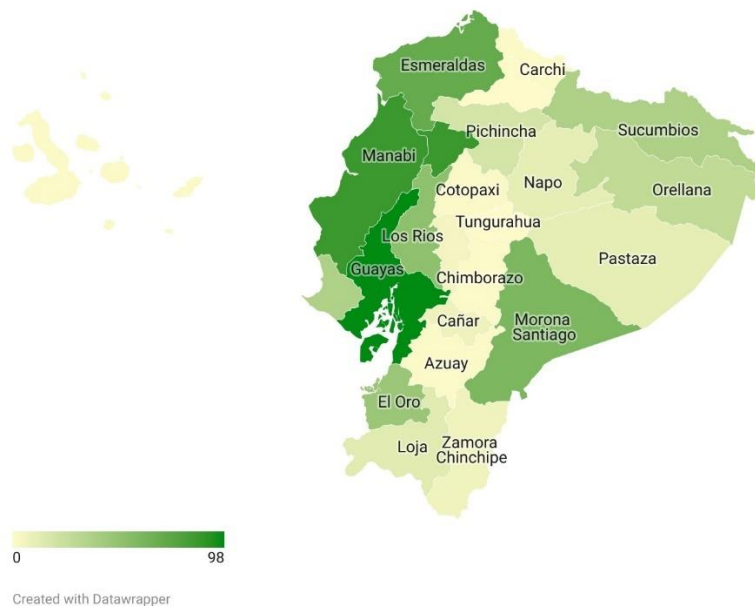 Esmeraldas
Carchi
Pichincha
Sucumbios
Manabi
Cotopaxi
Napo
Orellana
Tungurahua
Los Rios
Pastaza
Guayas
Chimborazo
Cañar
Morona
Santiago
Azuay
El Oro
Loja
Zamora
Chinchipe
0
98
Created with Datawrapper